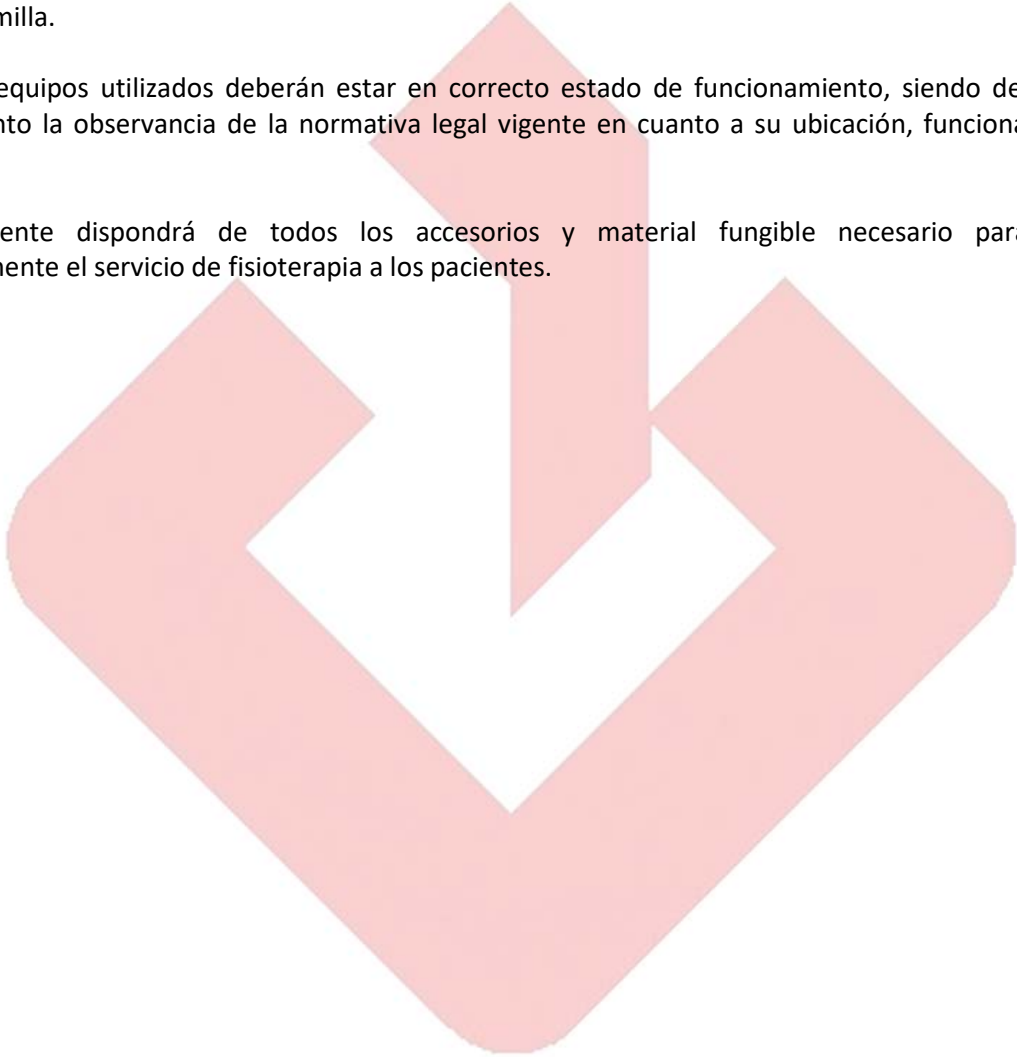 milla.
equipos utilizados deberán estar en correcto estado de funcionamiento, siendo de
nto la observancia de la normativa legal vigente en cuanto a su ubicación, funciona
ente dispondrá de todos los accesorios y material fungible necesario para
mente el servicio de fisioterapia a los pacientes.